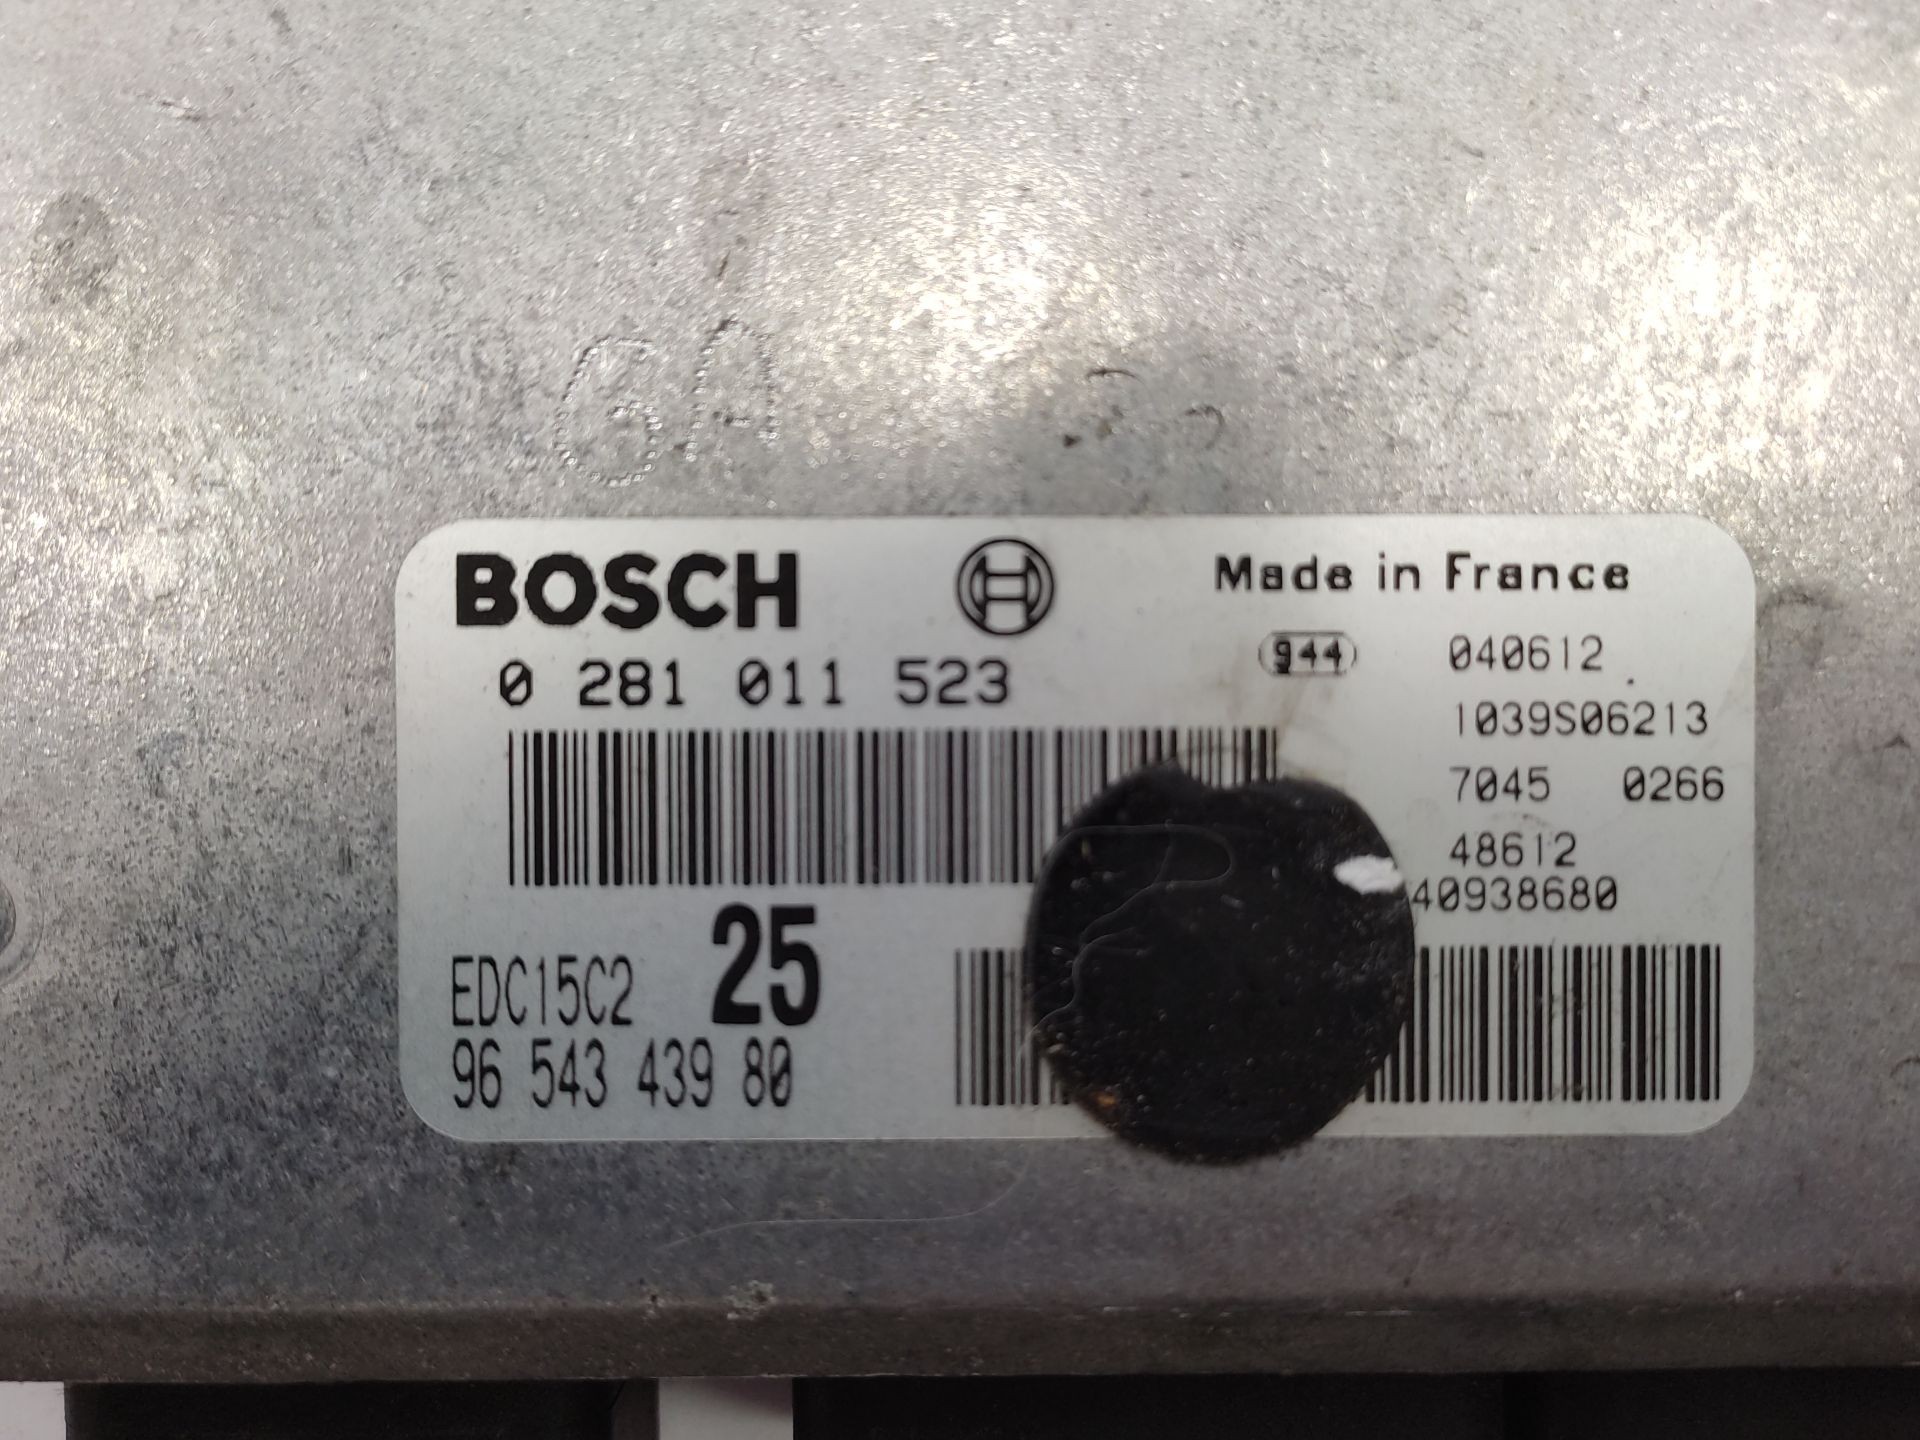 GA
BOSCH
Made in France
0 281 011 523
944 040612
1039S06213
7045 0266
48612
40938680
EDC15C2 25
96 543 439 80